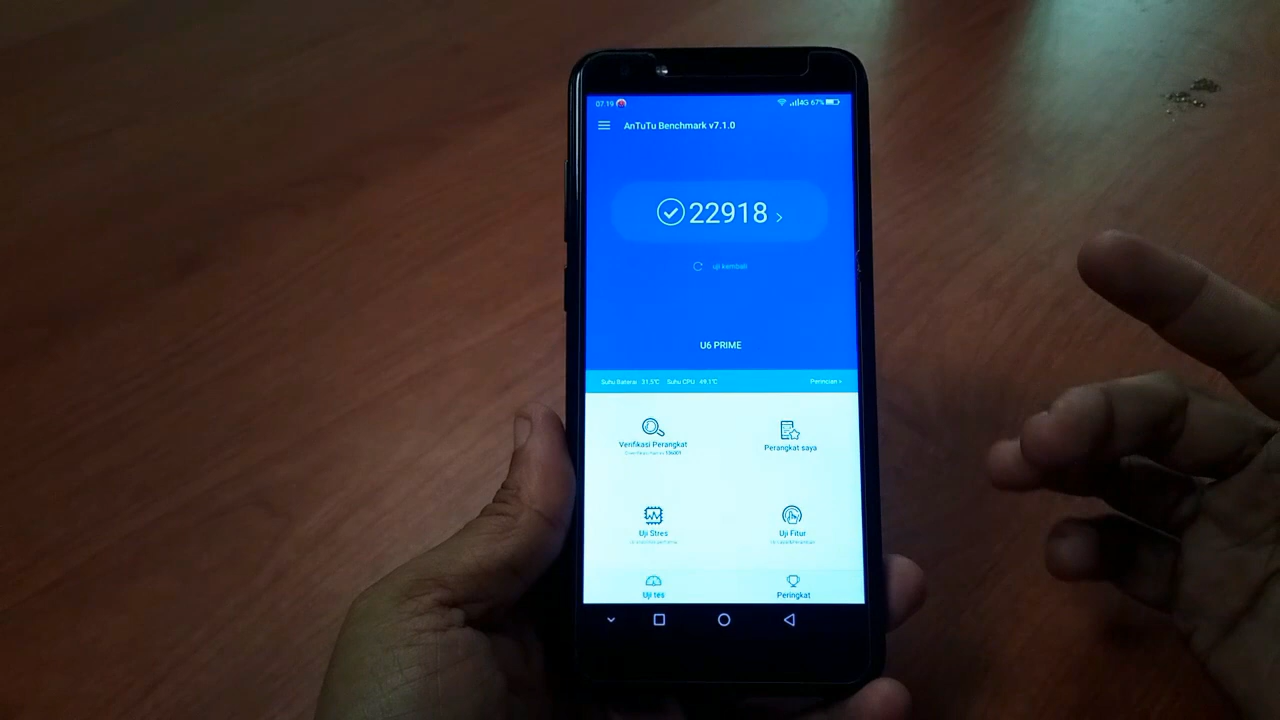 07:19 4G 67%
AnTuTu Benchmark v7.1.0
22918 >
uji kembali
U6 PRIME
Suhu Baterai 31.5℃ Suhu CPU 49.1℃ Perincian >
Verifikasi Perangkat
Perangkat saya
Uji Stres
Uji Fitur
Uji tes
Peringkat